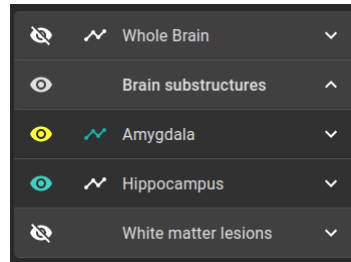 Whole Brain
Brain substructures
Amygdala
Hippocampus
White matter lesions